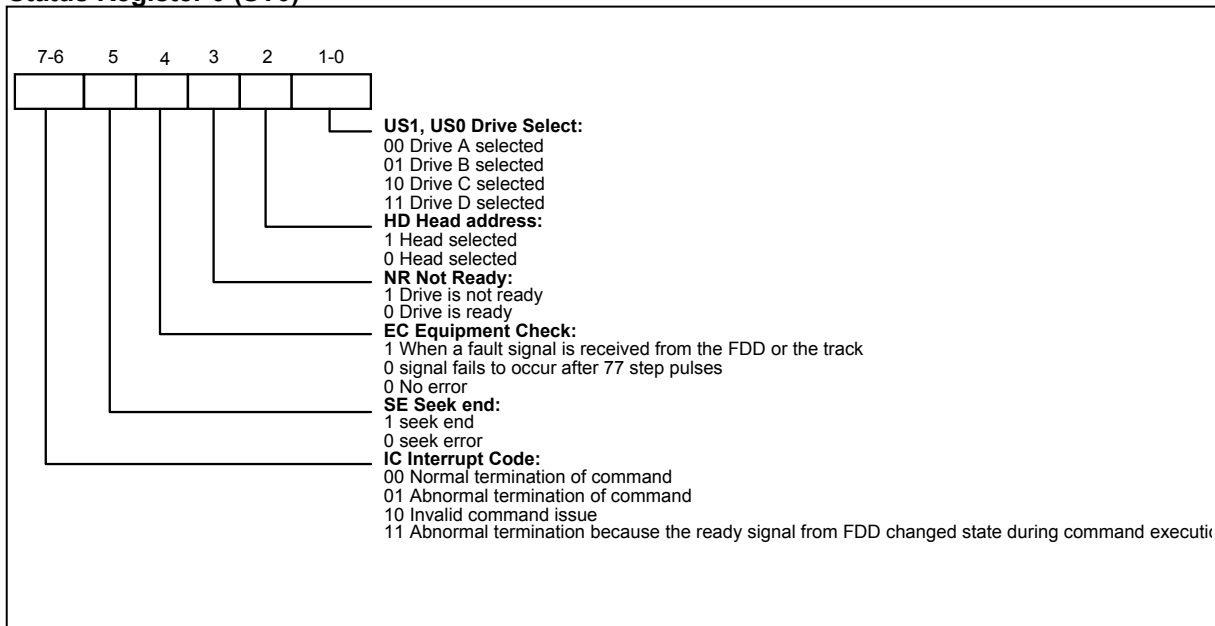 7-6 5 4 3 2 1-0
US1, US0 Drive Select:
00 Drive A selected
01 Drive B selected
10 Drive C selected
11 Drive D selected
HD Head address:
1 Head selected
0 Head selected
NR Not Ready:
1 Drive is not ready
0 Drive is ready
EC Equipment Check:
1 When a fault signal is received from the FDD or the track
0 signal fails to occur after 77 step pulses
0 No error
SE Seek end:
1 seek end
0 seek error
IC Interrupt Code:
00 Normal termination of command
01 Abnormal termination of command
10 Invalid command issue
11 Abnormal termination because the ready signal from FDD changed state during command